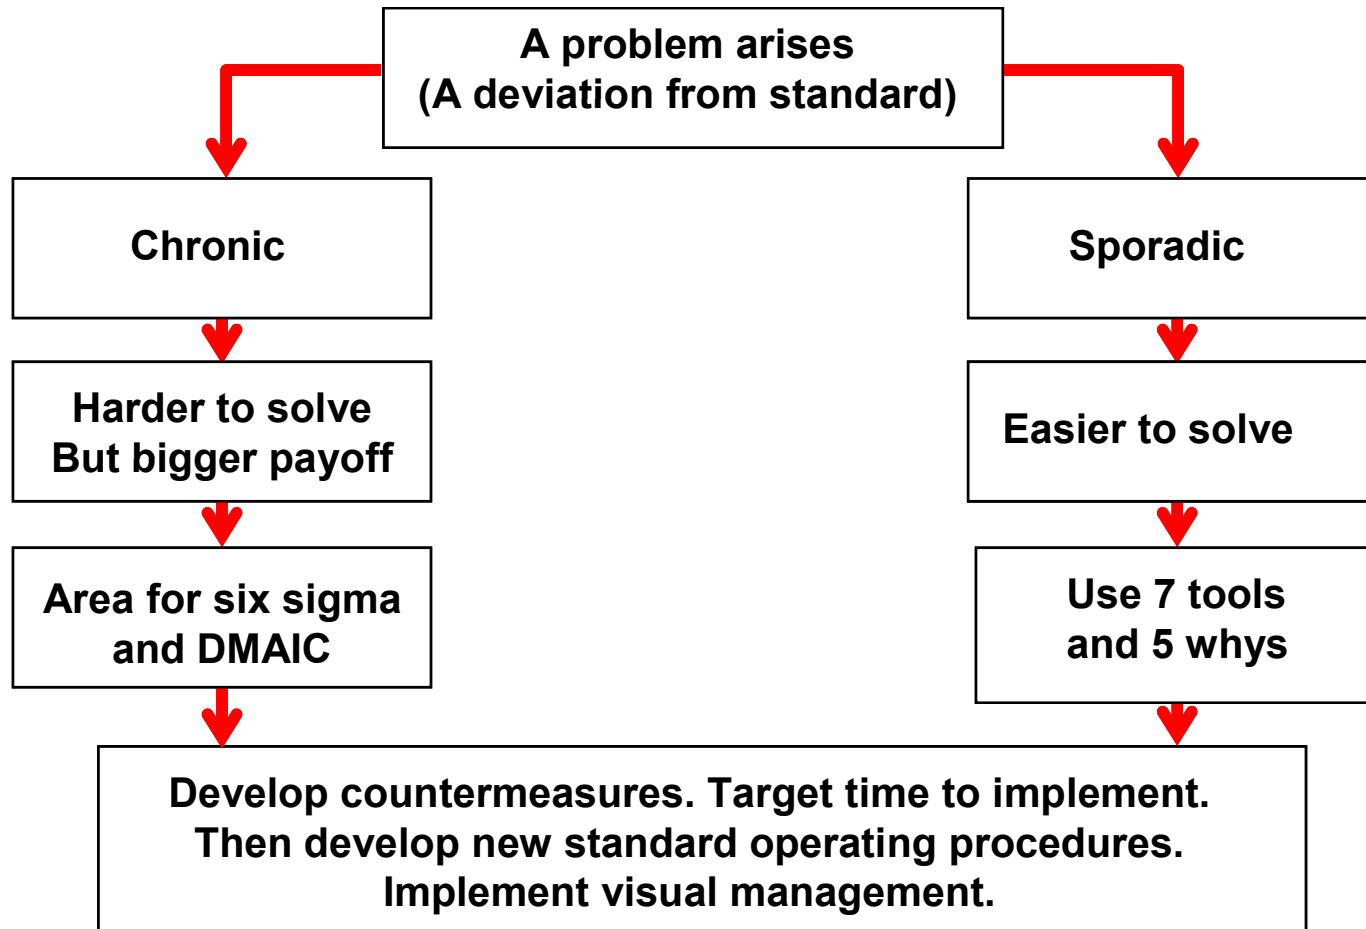 A problem arises
(A deviation from standard)
Chronic
Sporadic
Harder to solve
But bigger payoff
Easier to solve
Area for six sigma
and DMAIC
Use 7 tools
and 5 whys
Develop countermeasures. Target time to implement.
Then develop new standard operating procedures.
Implement visual management.